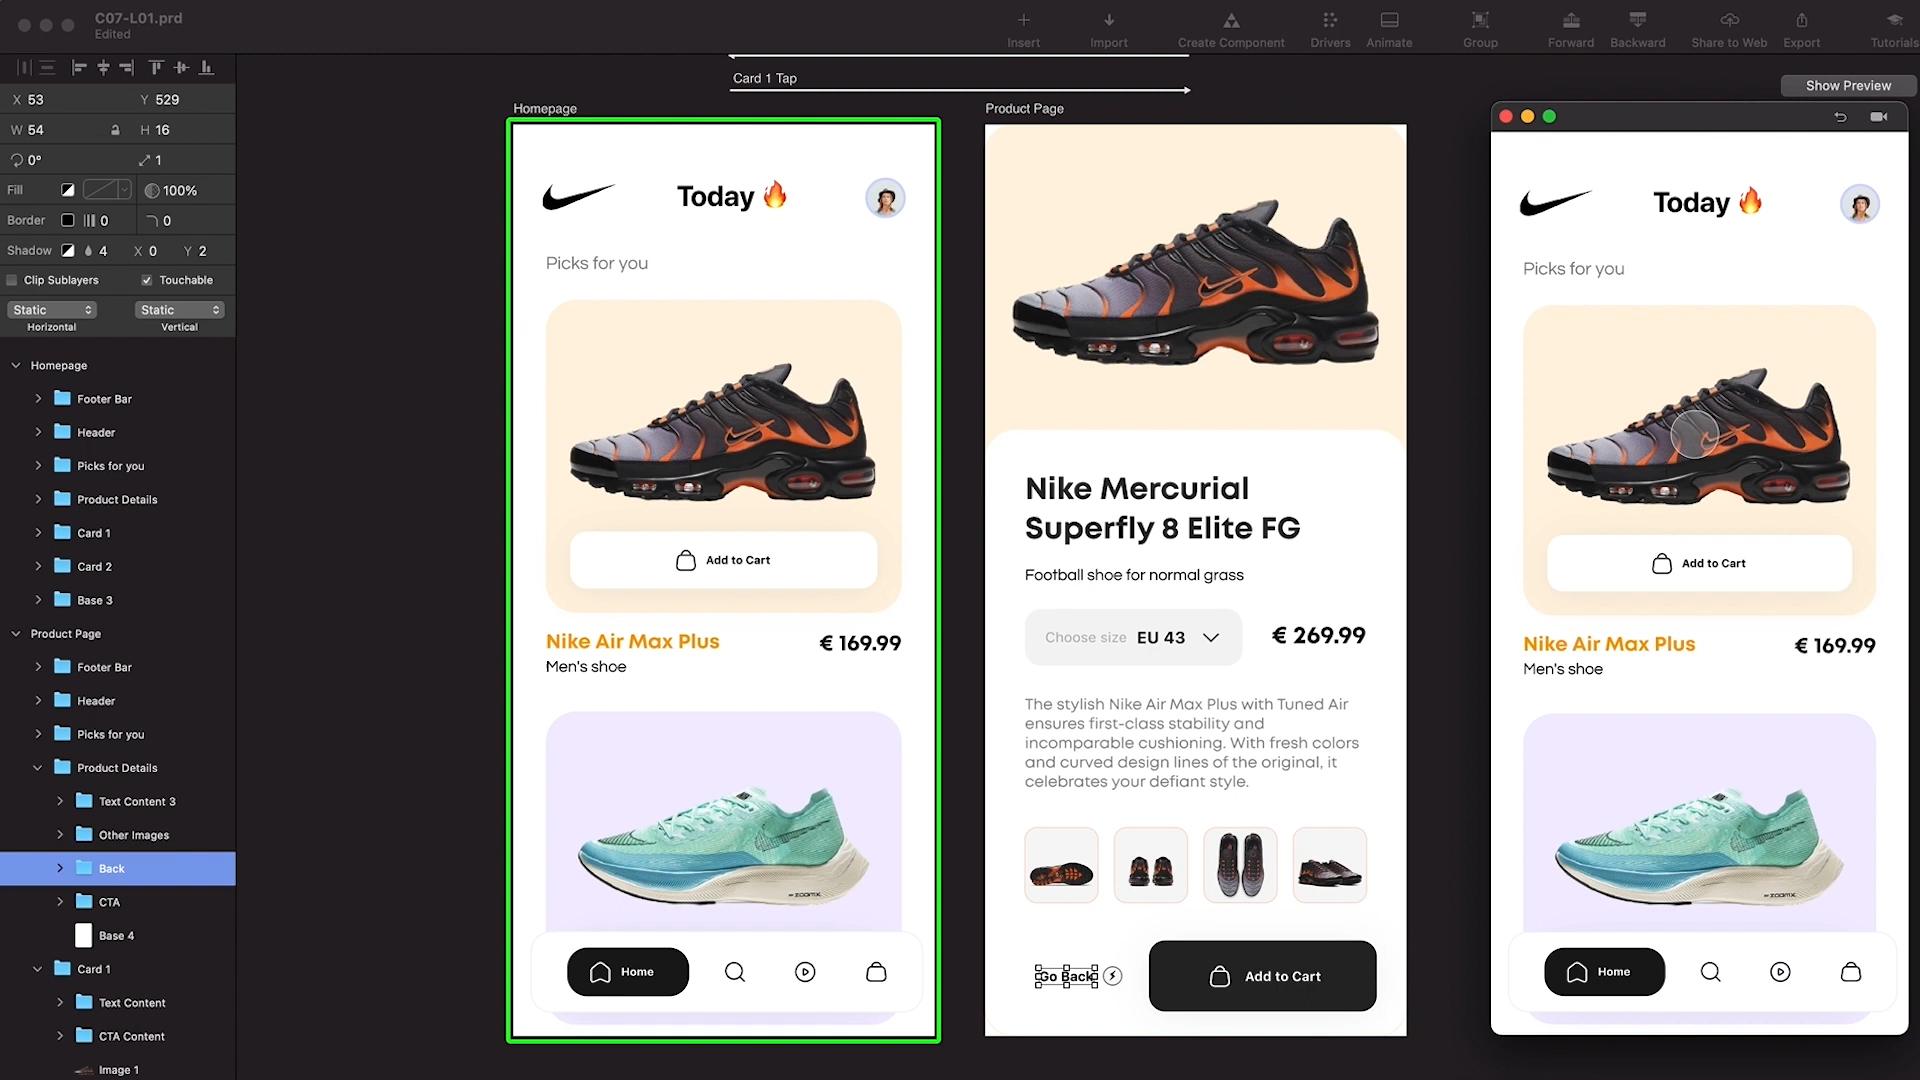 C07-L01.prd
Edited
Insert
Import
Create Component
Drivers
Animate
Group
Forward
Backward
Share to Web
Export
Tutorials
X 53
Y 529
W 54
H 16
0°
1
Fill
100%
Border
0
0
Shadow
4
X 0
Y 2
Clip Sublayers
Touchable
Static
Static
Horizontal
Vertical
Homepage
Footer Bar
Header
Picks for you
Product Details
Card 1
Card 2
Base 3
Product Page
Footer Bar
Header
Picks for you
Product Details
Text Content 3
Other Images
Back
CTA
Base 4
Card 1
Text Content
CTA Content
Image 1
Card 1 Tap
Homepage
Today 🔥
Picks for you
Add to Cart
Nike Air Max Plus
€ 169.99
Men's shoe
ZOOMX
Home
Product Page
Nike Mercurial
Superfly 8 Elite FG
Football shoe for normal grass
Choose size EU 43
€ 269.99
The stylish Nike Air Max Plus with Tuned Air
ensures first-class stability and
incomparable cushioning. With fresh colors
and curved design lines of the original, it
celebrates your defiant style.
Go Back
Add to Cart
Show Preview
Today 🔥
Picks for you
Add to Cart
Nike Air Max Plus
€ 169.99
Men's shoe
ZOOMX
Home